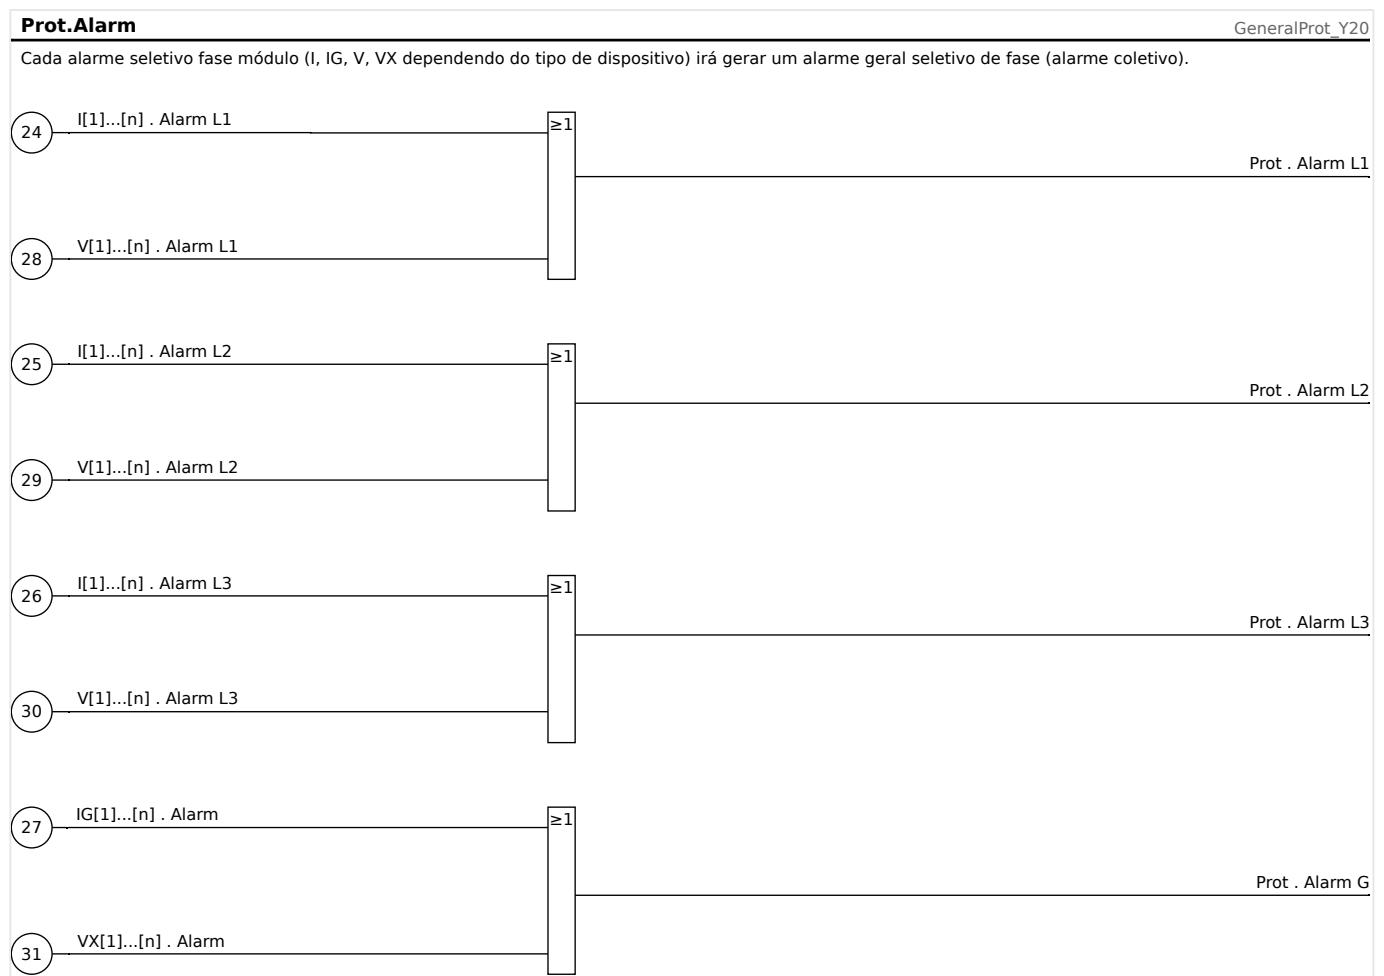 Prot.Alarm
GeneralProt_Y20
Cada alarme seletivo fase módulo (I, IG, V, VX dependendo do tipo de dispositivo) irá gerar um alarme geral seletivo de fase (alarme coletivo).
24
I[1]...[n] . Alarm L1
≥1
Prot . Alarm L1
28
V[1]...[n] . Alarm L1
25
I[1]...[n] . Alarm L2
≥1
Prot . Alarm L2
29
V[1]...[n] . Alarm L2
26
I[1]...[n] . Alarm L3
≥1
Prot . Alarm L3
30
V[1]...[n] . Alarm L3
27
IG[1]...[n] . Alarm
≥1
Prot . Alarm G
31
VX[1]...[n] . Alarm